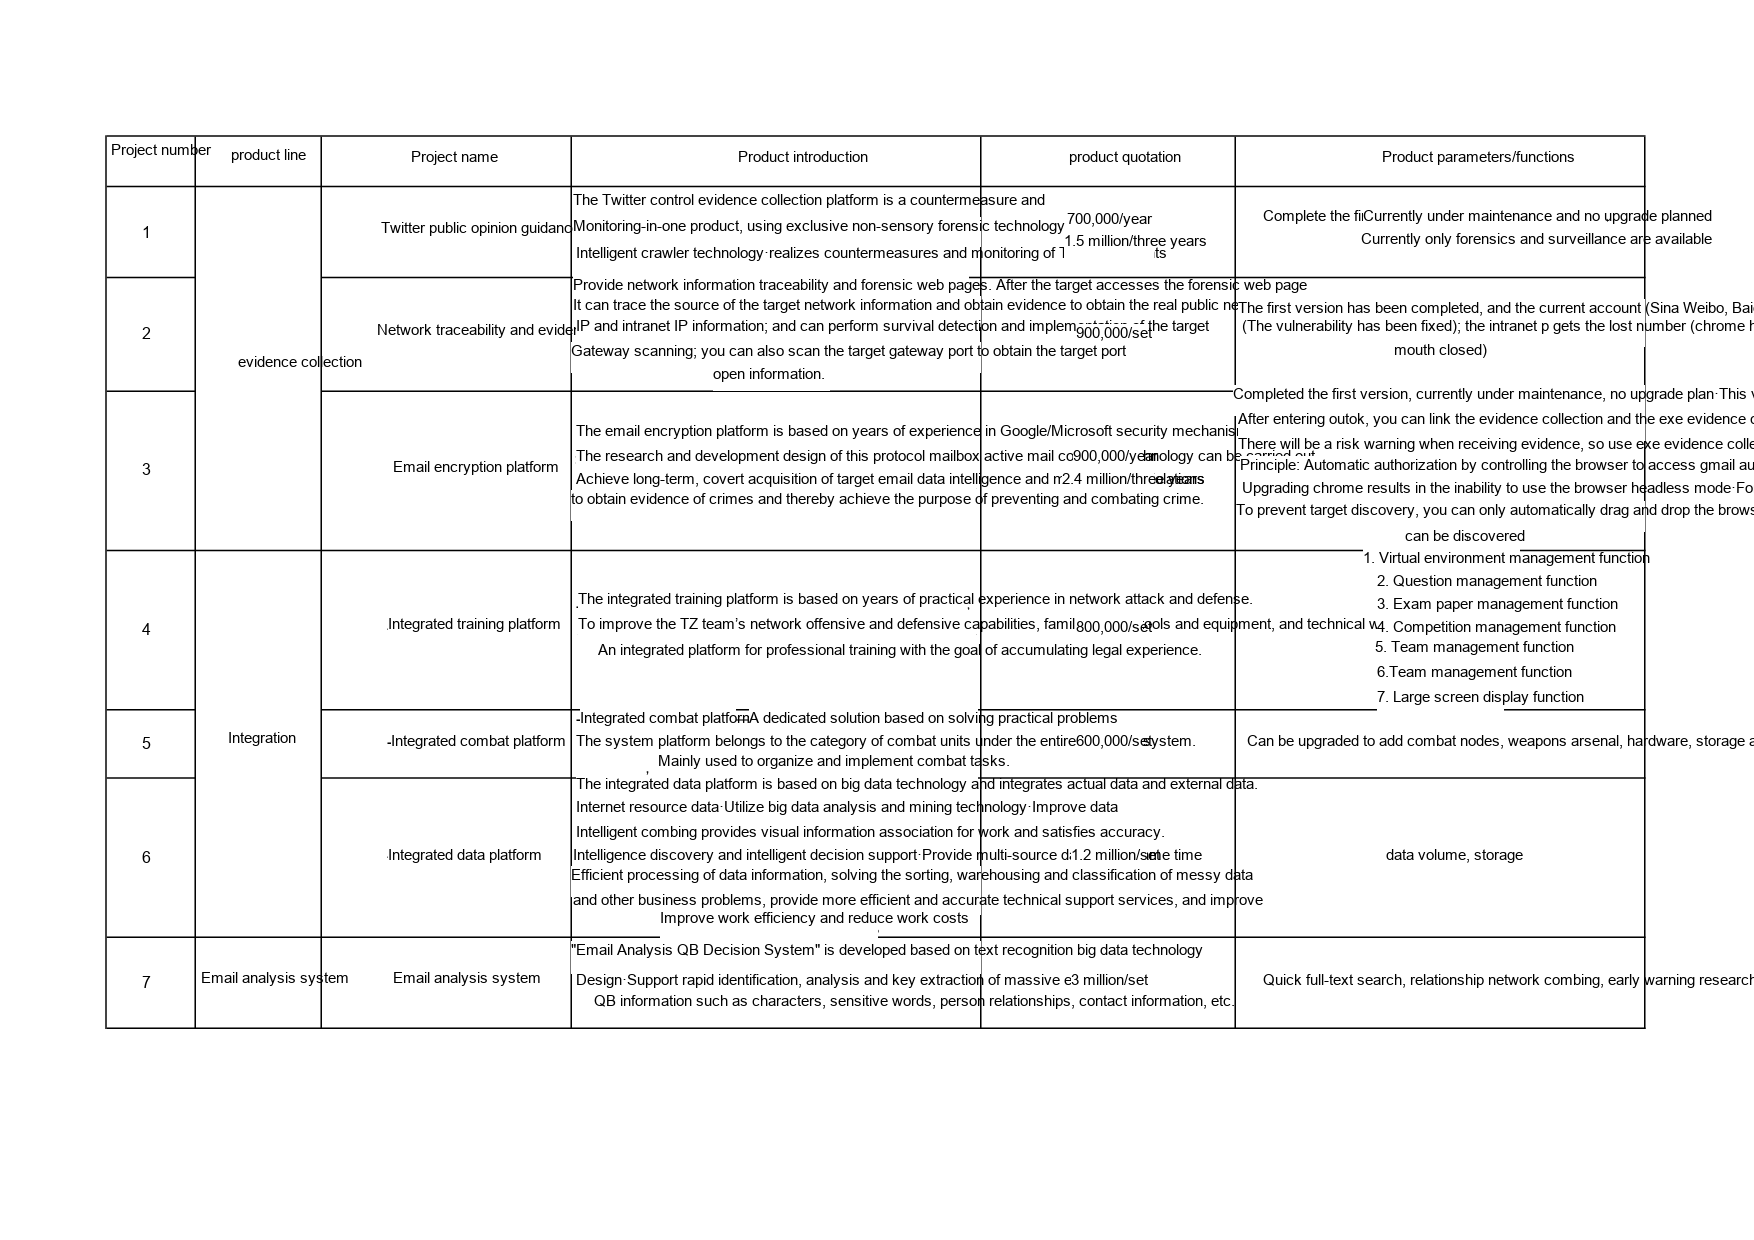 Project number
product line
Project name
Product introduction
product quotation
Product parameters/functions
1
evidence collection
Twitter public opinion
The Twitter control evidence collection platform is a countermeasure and
Monitoring-in-one product, using exclusive non-sensory forensic technology
Intelligent crawler technology·realizes countermeasures and monitoring of
700,000/year
1.5 million/three years
Complete the
Currently under maintenance and no upgrade planned
Currently only forensics and surveillance are available
2
Network traceability and
Provide network information traceability and forensic web pages. After the target accesses the forensic web page
It can trace the source of the target network information and obtain evidence to obtain the real public
IP and intranet IP information; and can perform survival detection and implementation of the target
Gateway scanning; you can also scan the target gateway port to obtain the target port
open information.
900,000/set
The first version has been completed, and the current account (Sina Weibo,
(The vulnerability has been fixed); the intranet p gets the lost number (chrome
mouth closed)
3
Email encryption platform
The email encryption platform is based on years of experience in Google/Microsoft security
The research and development design of this protocol mailbox active mail
can be carried out
Achieve long-term, covert acquisition of target email data intelligence and
to obtain evidence of crimes and thereby achieve the purpose of preventing and combating crime.
900,000/year
2.4 million/three years
Completed the first version, currently under maintenance, no upgrade plan·This
After entering outok, you can link the evidence collection and the exe evidence
There will be a risk warning when receiving evidence, so use exe evidence
Principle: Automatic authorization by controlling the browser to access gmail
Upgrading chrome results in the inability to use the browser headless mode·
To prevent target discovery, you can only automatically drag and drop the
can be discovered
4
Integration
Integrated training platform
The integrated training platform is based on years of practical experience in network attack and defense.
To improve the TZ team's network offensive and defensive capabilities,
and equipment, and technical
An integrated platform for professional training with the goal of accumulating legal experience.
800,000/set
1. Virtual environment management function
2. Question management function
3. Exam paper management function
4. Competition management function
5. Team management function
6.Team management function
7. Large screen display function
5
-Integrated combat platform
-Integrated combat platform
A dedicated solution based on solving practical problems
The system platform belongs to the category of combat units under the entire
system.
Mainly used to organize and implement combat tasks.
600,000/set
Can be upgraded to add combat nodes, weapons arsenal, hardware, storage
6
Integrated data platform
The integrated data platform is based on big data technology and integrates actual data and external data.
Internet resource data·Utilize big data analysis and mining technology·Improve data
Intelligent combing provides visual information association for work and satisfies accuracy.
Intelligence discovery and intelligent decision support·Provide multi-source
time
Efficient processing of data information, solving the sorting, warehousing and classification of messy data
and other business problems, provide more efficient and accurate technical support services, and improve
Improve work efficiency and reduce work costs
1.2 million/set
data volume, storage
7
Email analysis system
Email analysis system
"Email Analysis QB Decision System" is developed based on text recognition big data technology
Design·Support rapid identification, analysis and key extraction of massive
QB information such as characters, sensitive words, person relationships, contact information, etc.
3 million/set
Quick full-text search, relationship network combing, early warning research